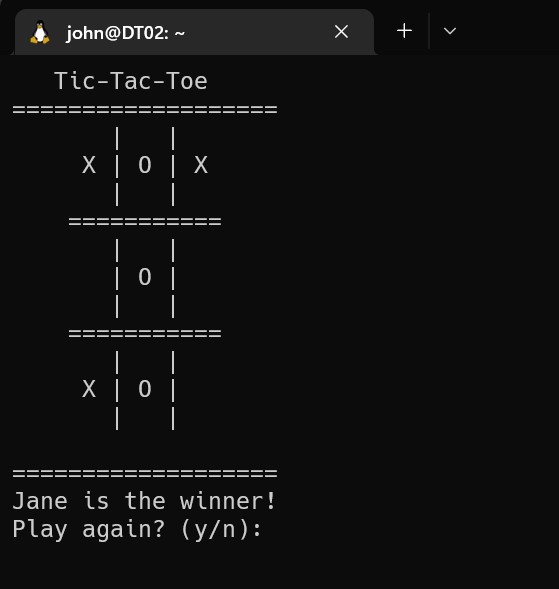 john@DT02: ~
Tic-Tac-Toe
===================
| |
X | O | X
| |
===========
| |
| O |
| |
===========
| |
X | O |
| |
===================
Jane is the winner!
Play again? (y/n):